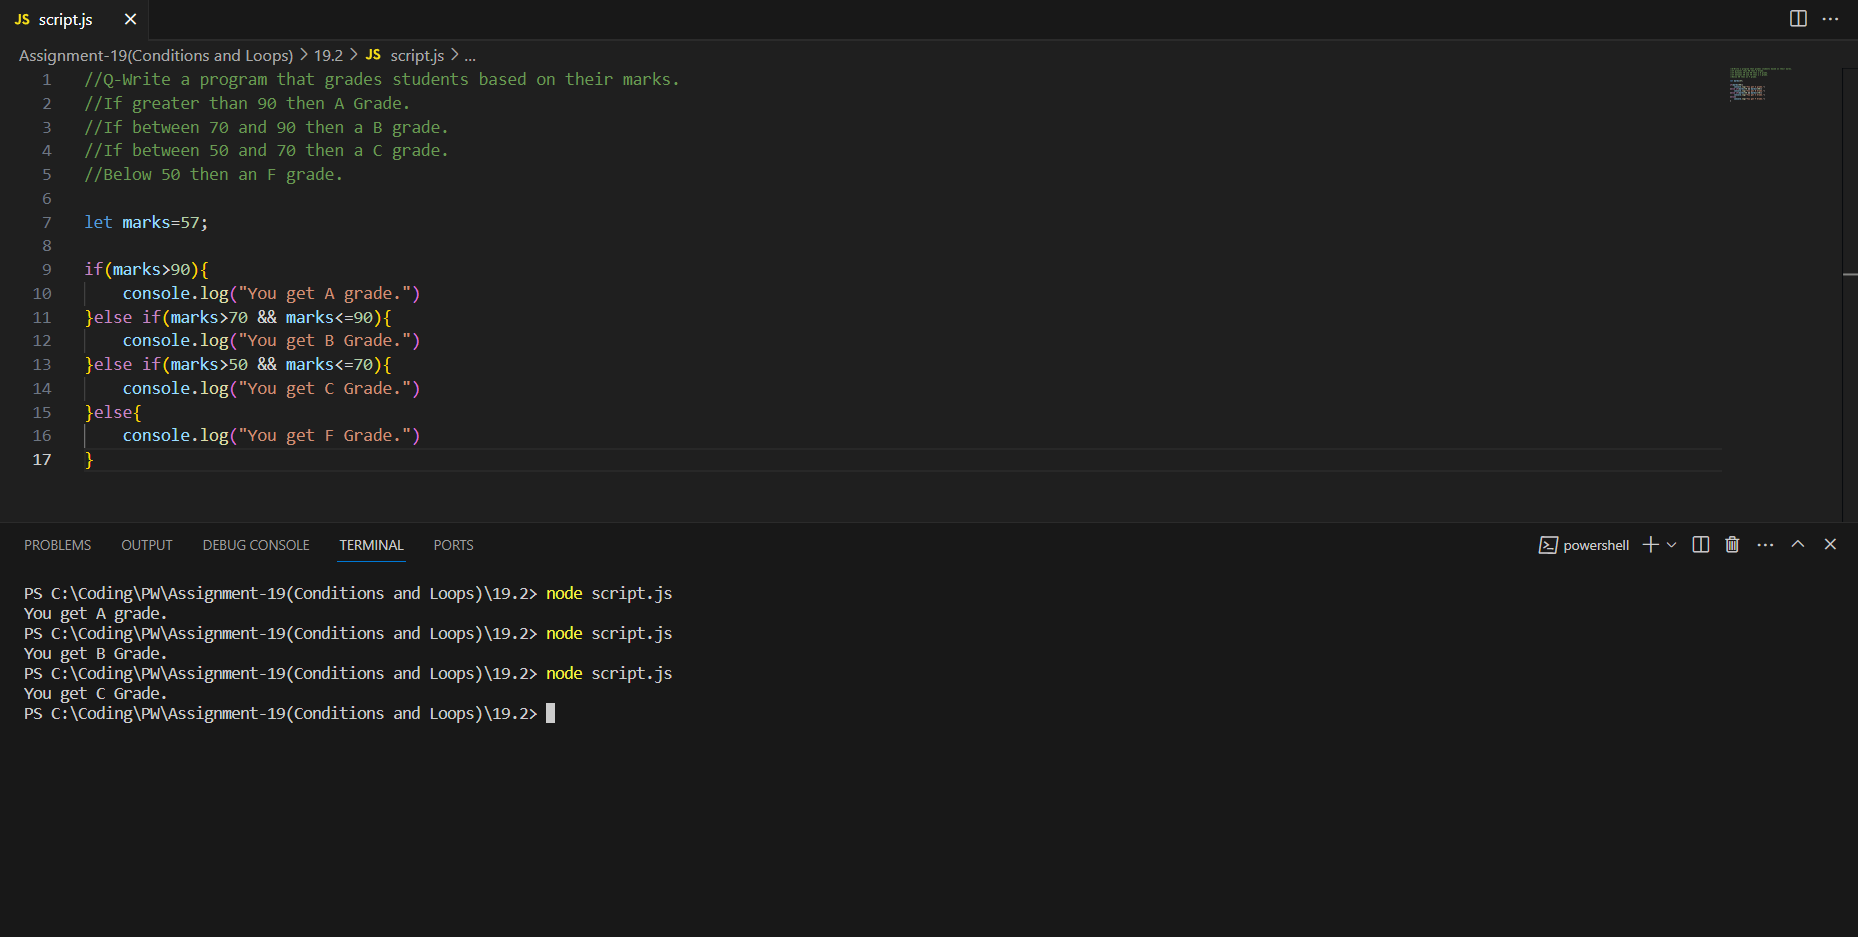 JS script.js ×
Assignment-19(Conditions and Loops) > 19.2 > JS script.js > ...
1 //Q-Write a program that grades students based on their marks.
2 //If greater than 90 then A Grade.
3 //If between 70 and 90 then a B grade.
4 //If between 50 and 70 then a C grade.
5 //Below 50 then an F grade.
6
7 let marks=57;
8
9 if(marks>90){
10     console.log("You get A grade.")
11 }else if(marks>70 && marks<=90){
12     console.log("You get B Grade.")
13 }else if(marks>50 && marks<=70){
14     console.log("You get C Grade.")
15 }else{
16     console.log("You get F Grade.")
17 }
PROBLEMS OUTPUT DEBUG CONSOLE TERMINAL PORTS powershell
PS C:\Coding\PW\Assignment-19(Conditions and Loops)\19.2> node script.js
You get A grade.
PS C:\Coding\PW\Assignment-19(Conditions and Loops)\19.2> node script.js
You get B Grade.
PS C:\Coding\PW\Assignment-19(Conditions and Loops)\19.2> node script.js
You get C Grade.
PS C:\Coding\PW\Assignment-19(Conditions and Loops)\19.2>